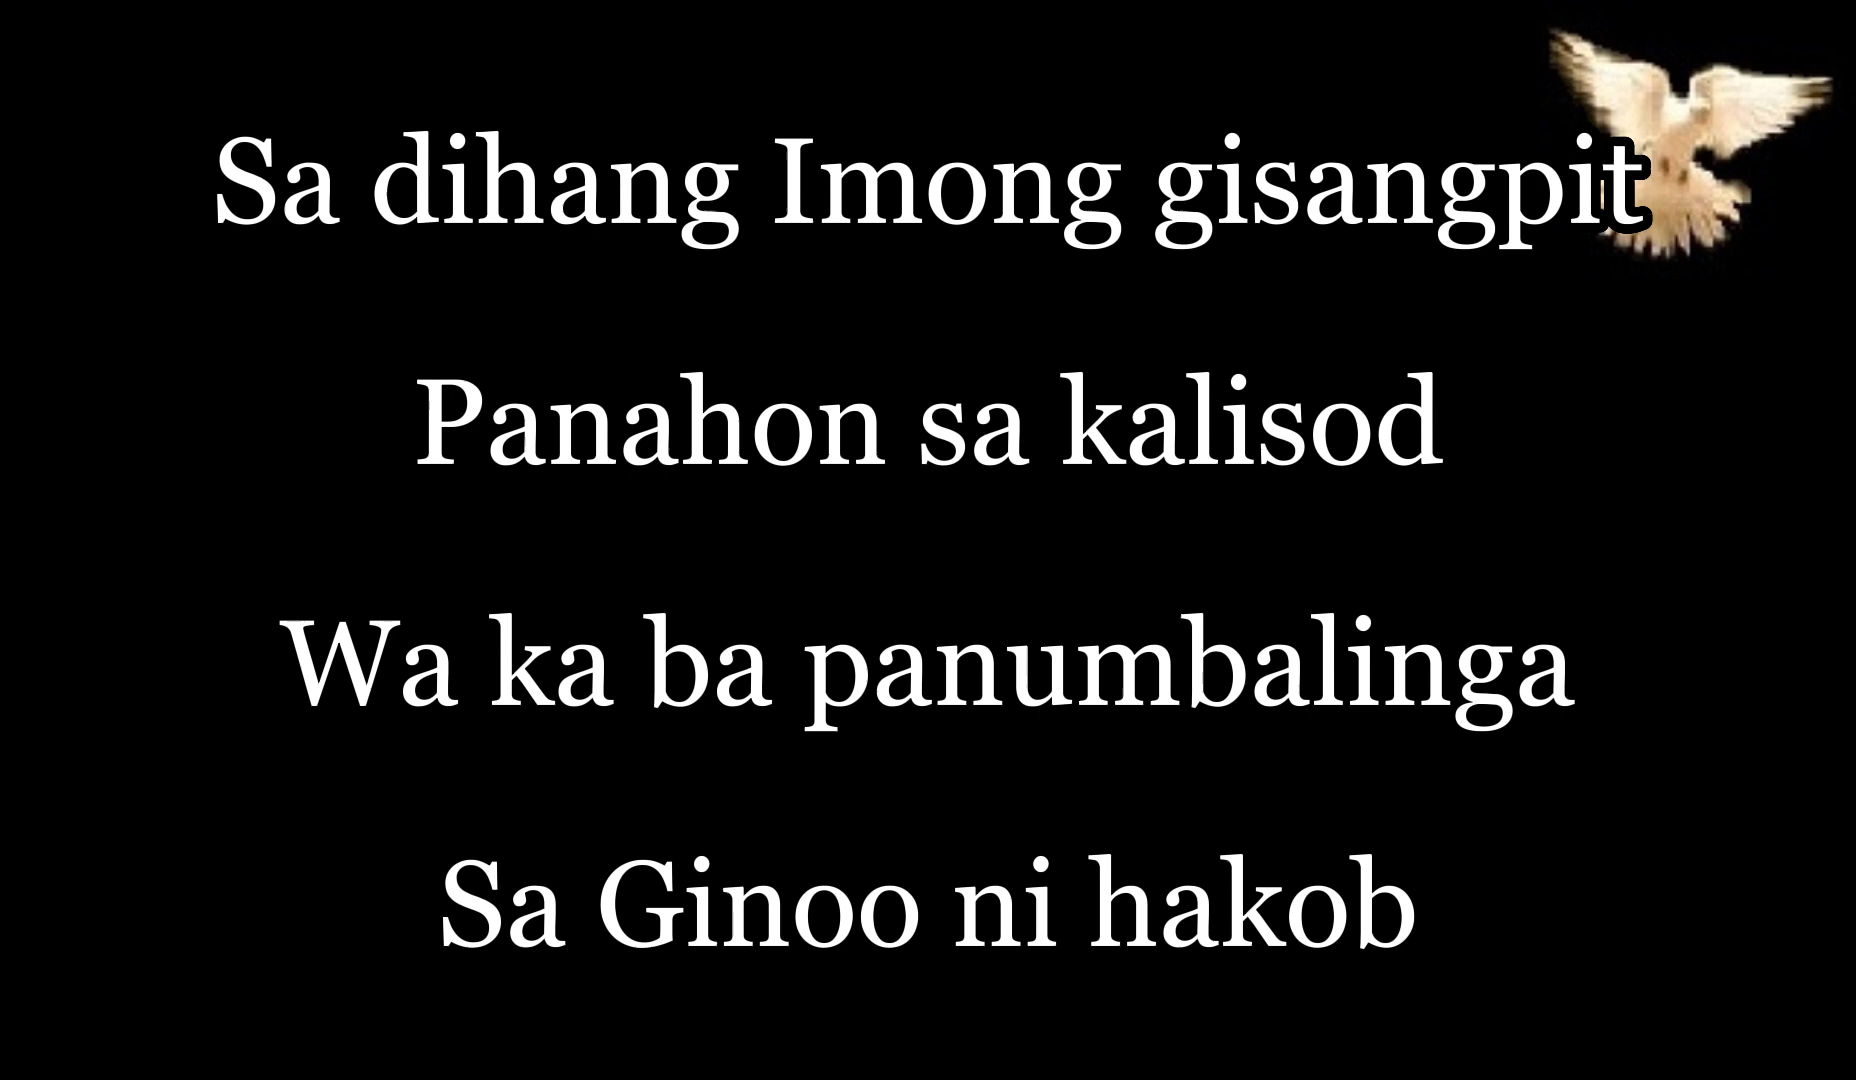 Sa dihang Imong gisangpit
Panahon sa kalisod
Wa ka ba panumbalinga
Sa Ginoo ni hakob